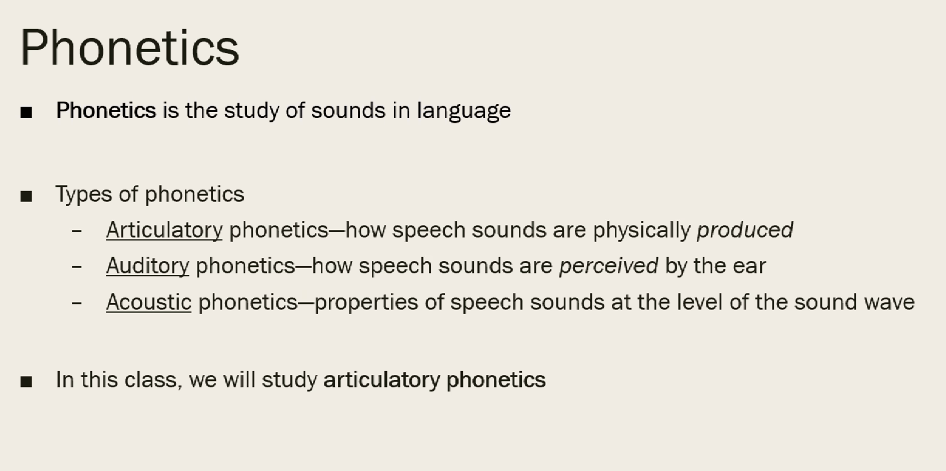 Phonetics
▪ Phonetics is the study of sounds in language
▪ Types of phonetics
– Articulatory phonetics—how speech sounds are physically produced
– Auditory phonetics—how speech sounds are perceived by the ear
– Acoustic phonetics—properties of speech sounds at the level of the sound wave
▪ In this class, we will study articulatory phonetics